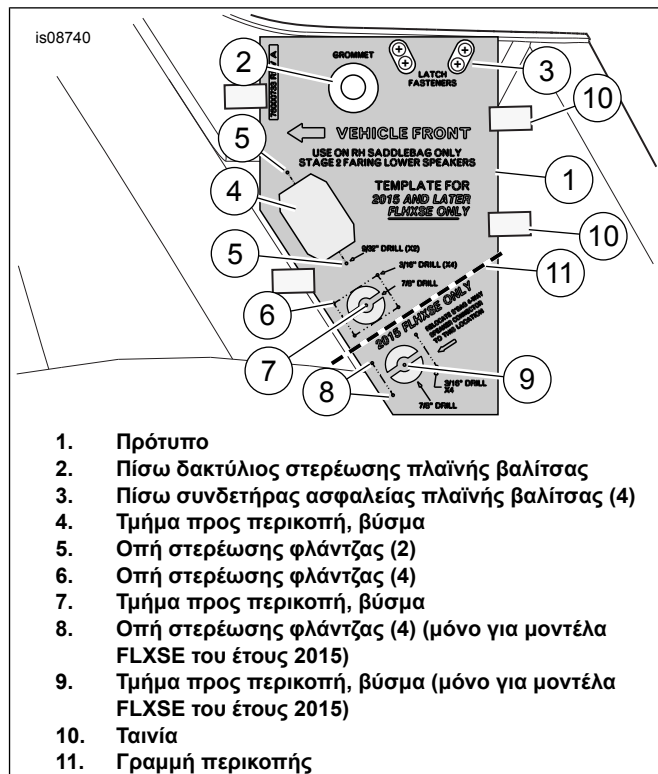 is08740
GROMMET
LATCH
FASTENERS
VEHICLE FRONT
USE ON RH SADDLEBAG ONLY
STAGE 2 FARING LOWER SPEAKERS
TEMPLATE FOR
2015 AND LATER
FLHXSE ONLY
9/32" DRILL (X2)
3/16" DRILL (X4)
7/8" DRILL
2015 FLHXSE ONLY
SPEAKER CONNECTOR
TO THIS LOCATION
3/16" DRILL
X4
7/8" DRILL
2
3
10
5
1
4
10
5
11
6
7
8
9
1. Πρότυπο
2. Πίσω δακτύλιος στερέωσης πλαϊνής βαλίτσας
3. Πίσω συνδετήρας ασφαλείας πλαϊνής βαλίτσας (4)
4. Τμήμα προς περικοπή, βύσμα
5. Οπή στερέωσης φλάντζας (2)
6. Οπή στερέωσης φλάντζας (4)
7. Τμήμα προς περικοπή, βύσμα
8. Οπή στερέωσης φλάντζας (4) (μόνο για μοντέλα
FLXSE του έτους 2015)
9. Τμήμα προς περικοπή, βύσμα (μόνο για μοντέλα
FLXSE του έτους 2015)
10. Ταινία
11. Γραμμή περικοπής